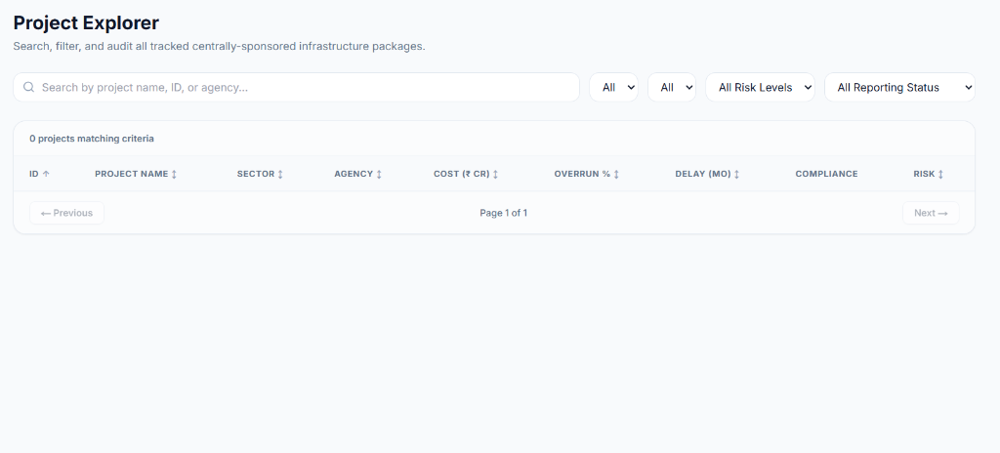 Project Explorer
Search, filter, and audit all tracked centrally-sponsored infrastructure packages.
Search by project name, ID, or agency... All All All Risk Levels All Reporting Status
0 projects matching criteria
ID ↑ PROJECT NAME ↕ SECTOR ↕ AGENCY ↕ COST (₹ CR) ↕ OVERRUN % ↕ DELAY (MO) ↕ COMPLIANCE RISK ↕
← Previous Page 1 of 1 Next →